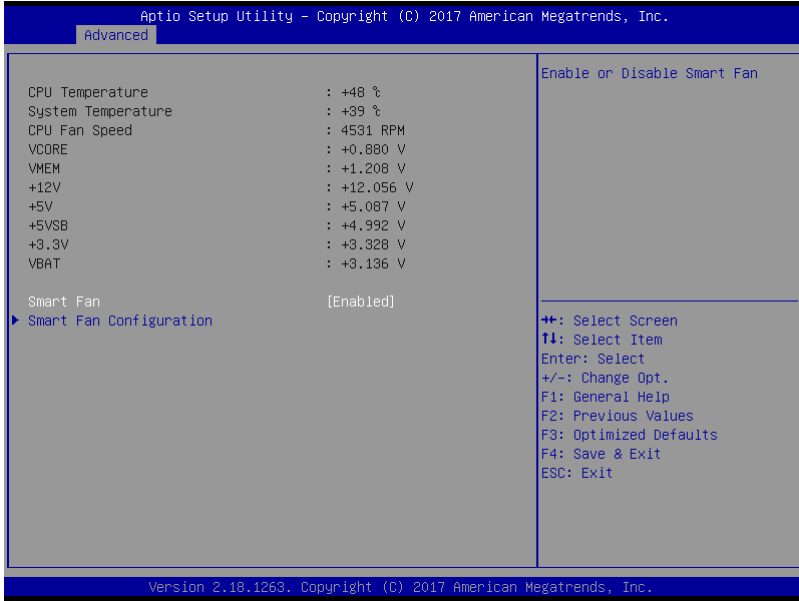 Aptio Setup Utility – Copyright (C) 2017 American Megatrends, Inc.
Advanced
CPU Temperature : +48 ℃
System Temperature : +39 ℃
CPU Fan Speed : 4531 RPM
VCORE : +0.880 V
VMEM : +1.208 V
+12V : +12.056 V
+5V : +5.087 V
+5VSB : +4.992 V
+3.3V : +3.328 V
VBAT : +3.136 V
Smart Fan [Enabled]
Smart Fan Configuration
Enable or Disable Smart Fan
→←: Select Screen
↑↓: Select Item
Enter: Select
+/-: Change Opt.
F1: General Help
F2: Previous Values
F3: Optimized Defaults
F4: Save & Exit
ESC: Exit
Version 2.18.1263. Copyright (C) 2017 American Megatrends, Inc.